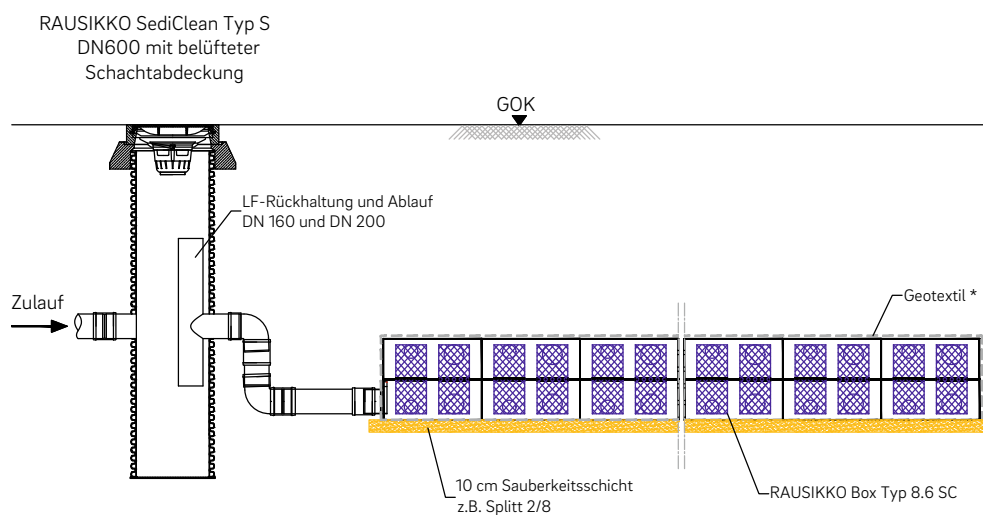 RAUSIKKO SediClean Typ S
DN600 mit belüfteter
Schachtabdeckung
GOK
LF-Rückhaltung und Ablauf
DN 160 und DN 200
Zulauf
Geotextil *
10 cm Sauberkeitsschicht
z.B. Splitt 2/8
RAUSIKKO Box Typ 8.6 SC